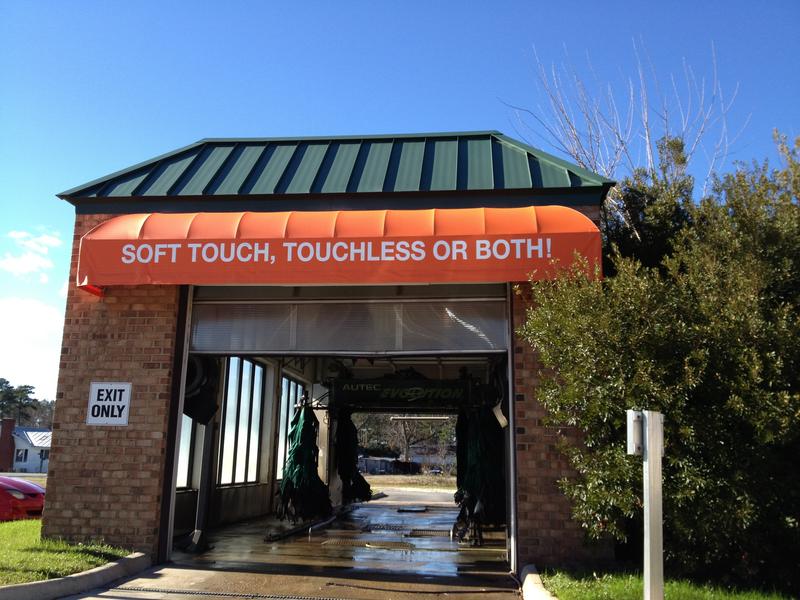 SOFT TOUCH, TOUCHLESS OR BOTH!
EXIT
ONLY
AUTEC EVOLUTION